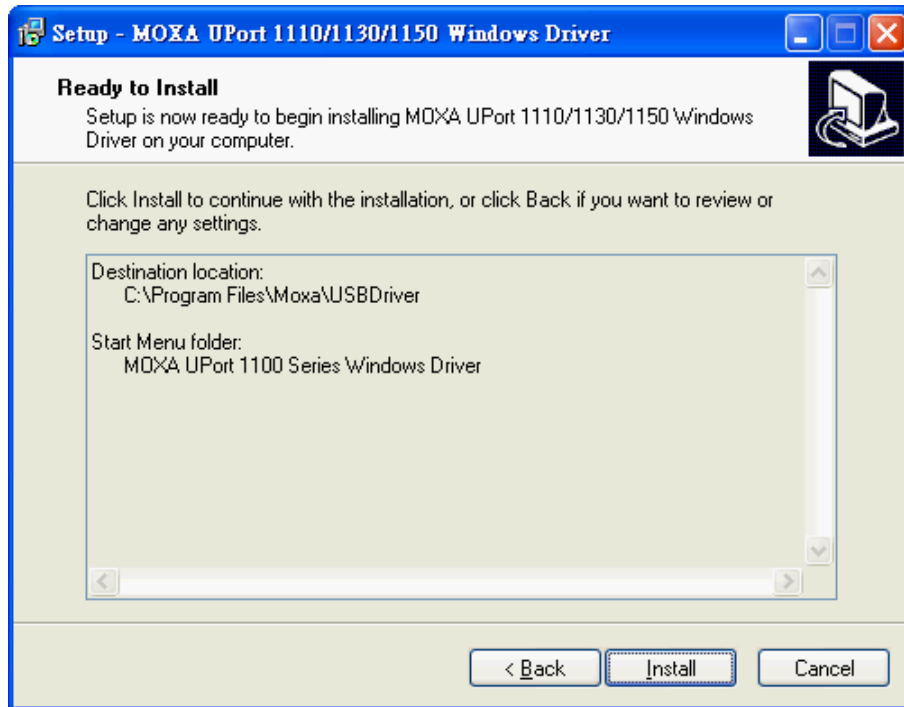 Setup - MOXA UPort 1110/1130/1150 Windows Driver
Ready to Install
Setup is now ready to begin installing MOXA UPort 1110/1130/1150 Windows
Driver on your computer.
Click Install to continue with the installation, or click Back if you want to review or
change any settings.
Destination location:
C:\Program Files\Moxa\USBDriver
Start Menu folder:
MOXA UPort 1100 Series Windows Driver
< Back
Install
Cancel